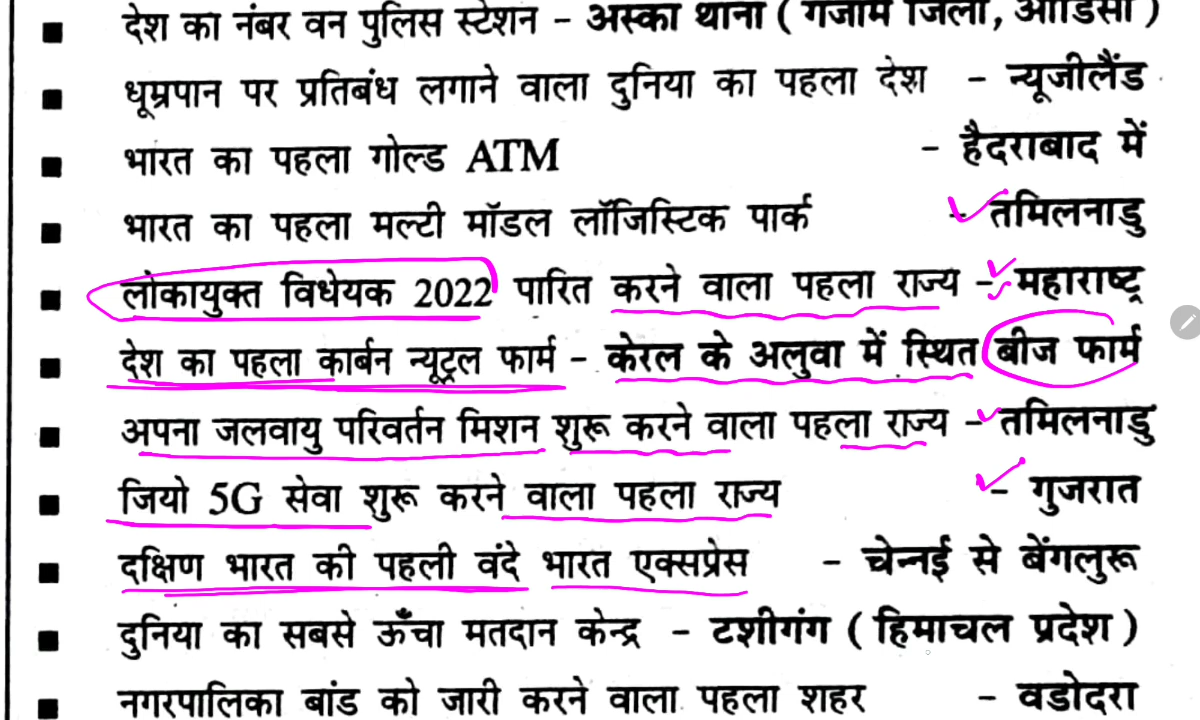 ■ देश का नंबर वन पुलिस स्टेशन – अस्का थाना ( गंजाम जिला, ओडिसा )
■ धूम्रपान पर प्रतिबंध लगाने वाला दुनिया का पहला देश – न्यूजीलैंड
■ भारत का पहला गोल्ड ATM – हैदराबाद में
■ भारत का पहला मल्टी मॉडल लॉजिस्टिक पार्क – तमिलनाडु
■ लोकायुक्त विधेयक 2022 पारित करने वाला पहला राज्य – महाराष्ट्र
■ देश का पहला कार्बन न्यूट्रल फार्म – केरल के अलुवा में स्थित बीज फार्म
■ अपना जलवायु परिवर्तन मिशन शुरू करने वाला पहला राज्य – तमिलनाडु
■ जियो 5G सेवा शुरू करने वाला पहला राज्य – गुजरात
■ दक्षिण भारत की पहली वंदे भारत एक्सप्रेस – चेन्नई से बेंगलुरू
■ दुनिया का सबसे ऊँचा मतदान केन्द्र – टशीगंग ( हिमाचल प्रदेश )
■ नगरपालिका बांड को जारी करने वाला पहला शहर – वडोदरा